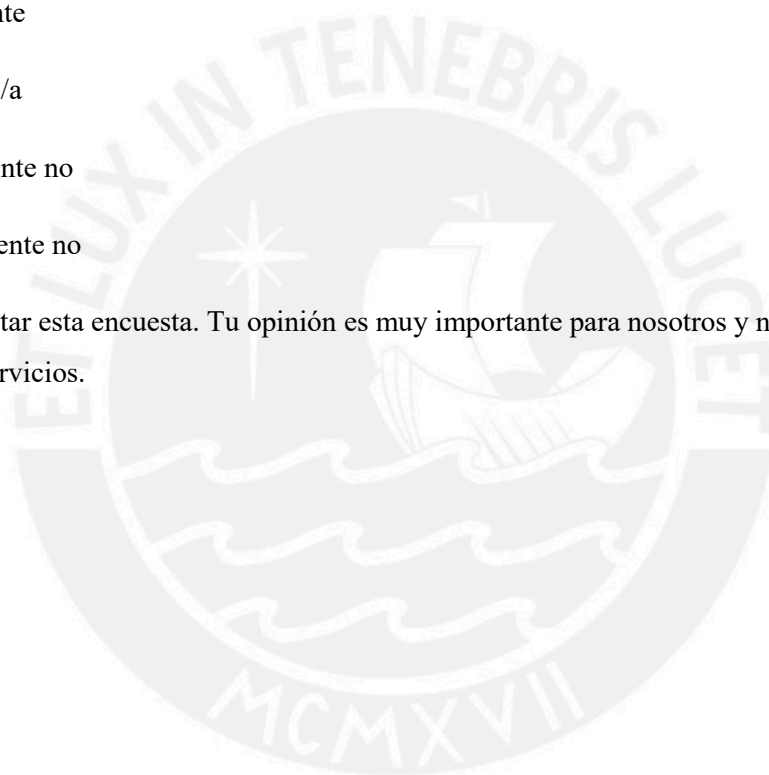 nte
/a
nte no
ente no
tar esta encuesta. Tu opinión es muy importante para nosotros y n
rvicios.
ET LUX IN TENEBRIS LUCET
MCMXVII